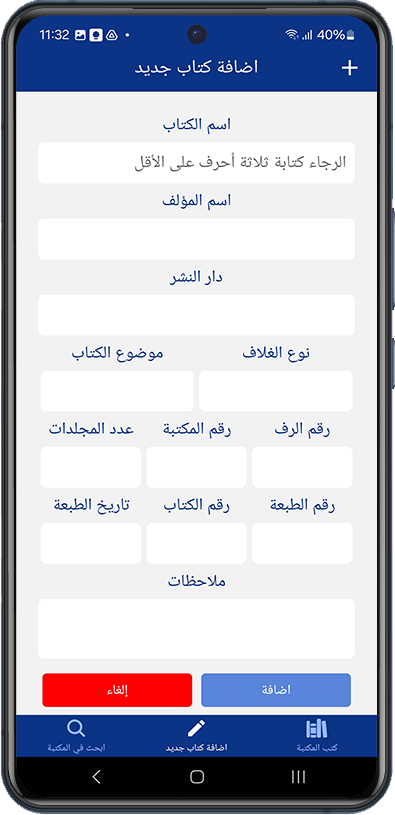 11:32 40%
اضافة كتاب جديد
اسم الكتاب
الرجاء كتابة ثلاثة أحرف على الأقل
اسم المؤلف
دار النشر
نوع الغلاف موضوع الكتاب
رقم الرف رقم المكتبة عدد المجلدات
رقم الطبعة رقم الكتاب تاريخ الطبعة
ملاحظات
اضافة إلغاء
كتب المكتبة اضافة كتاب جديد ابحث في المكتبة